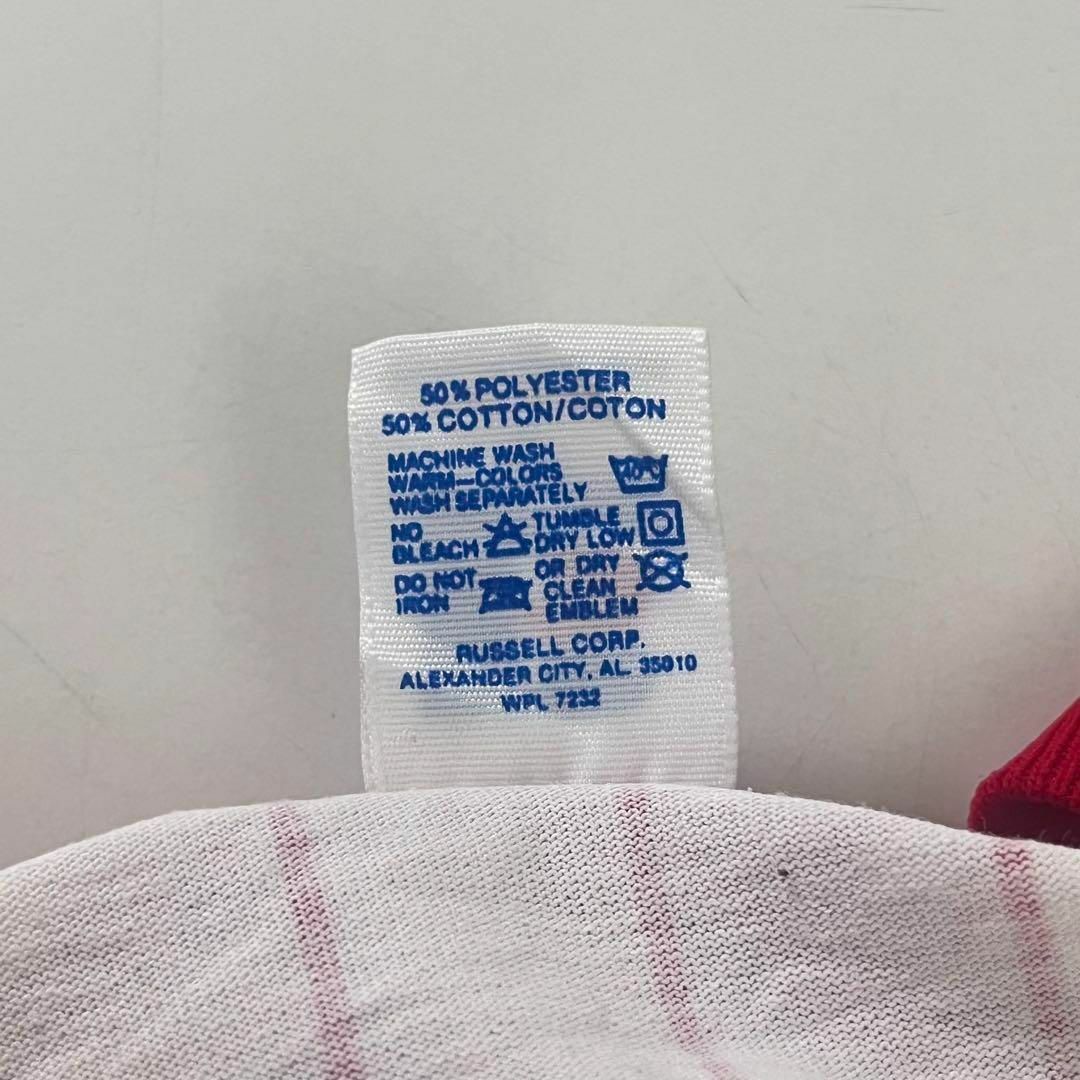 50% POLYESTER
50% COTTON/COTON
MACHINE WASH
WARM—COLORS
WASH SEPARATELY
NO
BLEACH
TUMBLE
DRY LOW
DO NOT
IRON
OR DRY
CLEAN
EMBLEM
RUSSELL CORP.
ALEXANDER CITY, AL 35010
WPL 7232